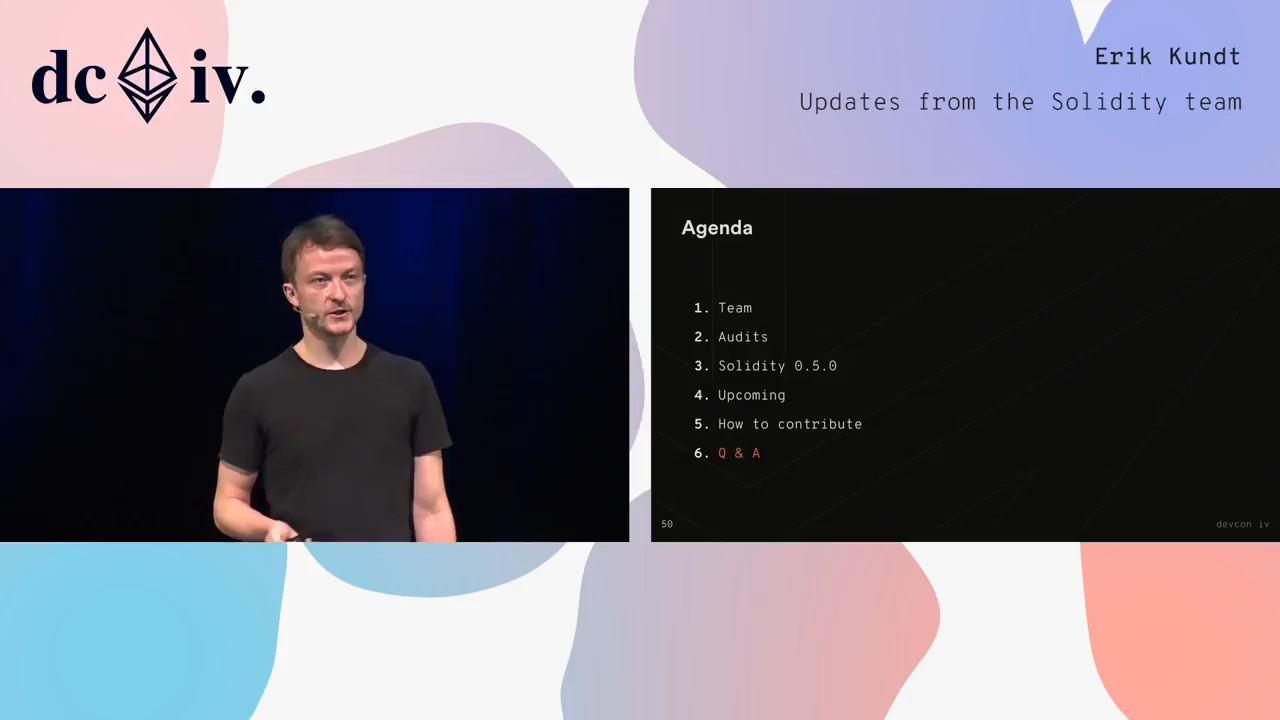 dc iv.
Erik Kundt
Updates from the Solidity team
Agenda
1. Team
2. Audits
3. Solidity 0.5.0
4. Upcoming
5. How to contribute
6. Q & A
50
devcon iv